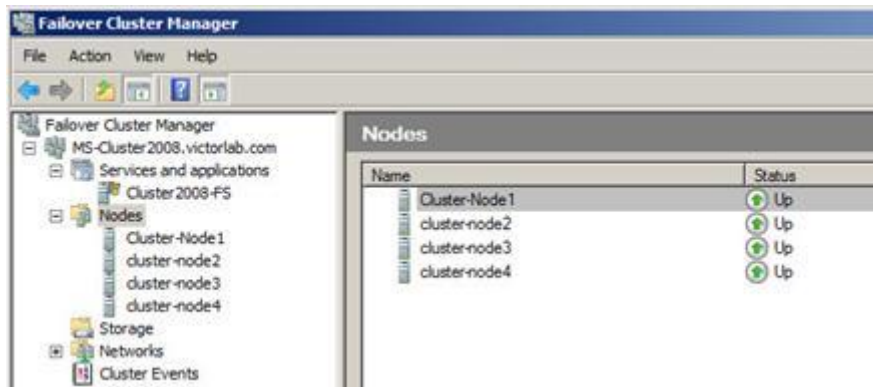 Failover Cluster Manager
File Action View Help
Failover Cluster Manager
MS-Cluster2008.victorlab.com
Services and applications
Cluster2008-FS
Nodes
Cluster-Node1
cluster-node2
cluster-node3
cluster-node4
Storage
Networks
Cluster Events
Nodes
Name Status
Cluster-Node1 Up
cluster-node2 Up
cluster-node3 Up
cluster-node4 Up